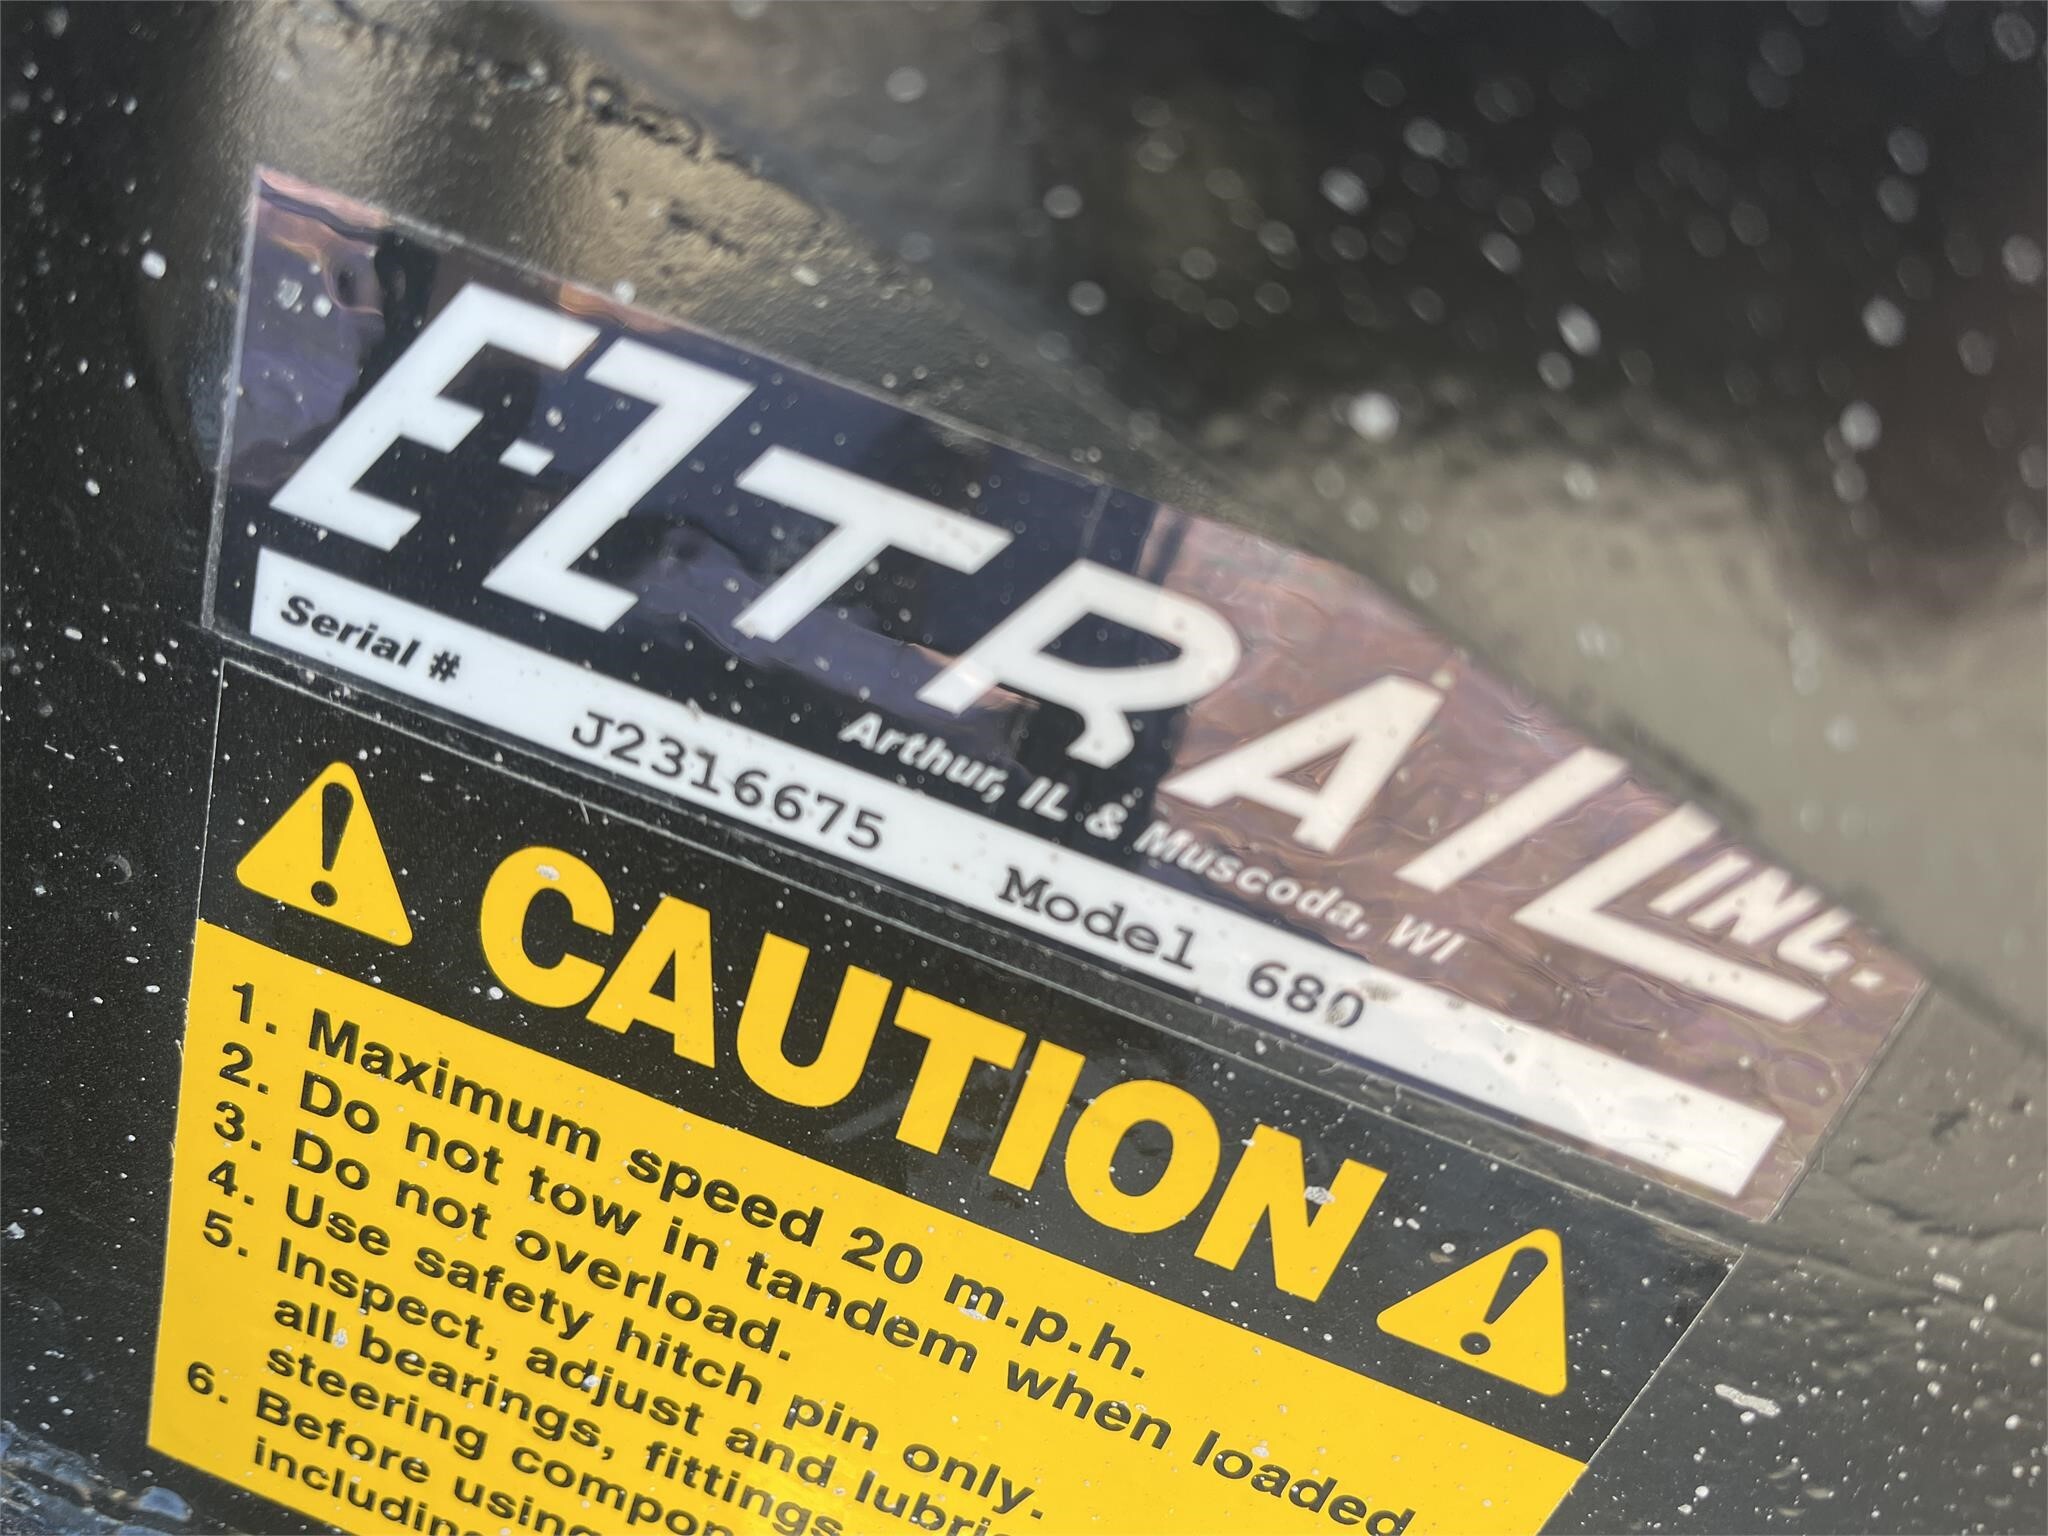 E-Z TRAIL INC.
Arthur, IL & Muscoda, WI
Serial # J2316675 Model 680
CAUTION
1. Maximum speed 20 m.p.h.
2. Do not tow in tandem when loaded
3. Do not overload.
4. Use safety hitch pin only.
5. Inspect, adjust and
all bearings, fittings
steering
6. Before using